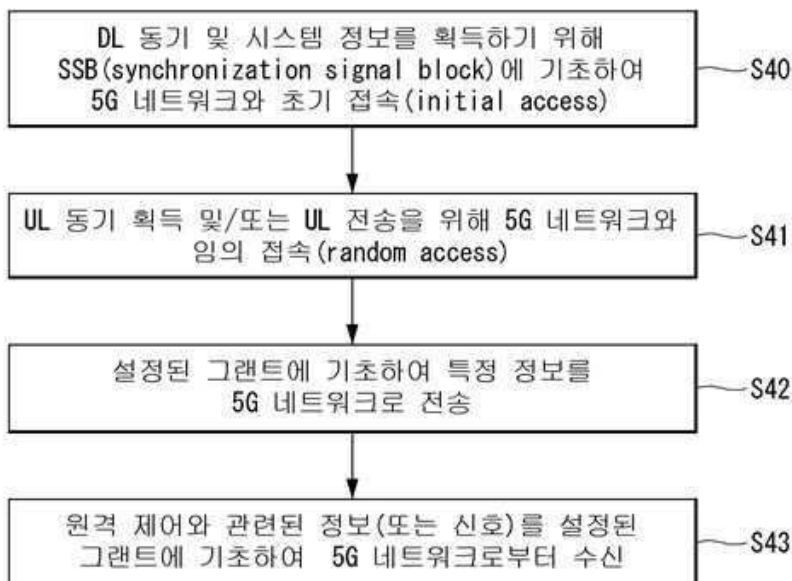 DL 동기 및 시스템 정보를 획득하기 위해
SSB(synchronization signal block)에 기초하여
5G 네트워크와 초기 접속(initial access)
S40
UL 동기 획득 및/또는 UL 전송을 위해 5G 네트워크와
임의 접속(random access)
S41
설정된 그랜트에 기초하여 특정 정보를
5G 네트워크로 전송
S42
원격 제어와 관련된 정보(또는 신호)를 설정된
그랜트에 기초하여 5G 네트워크로부터 수신
S43